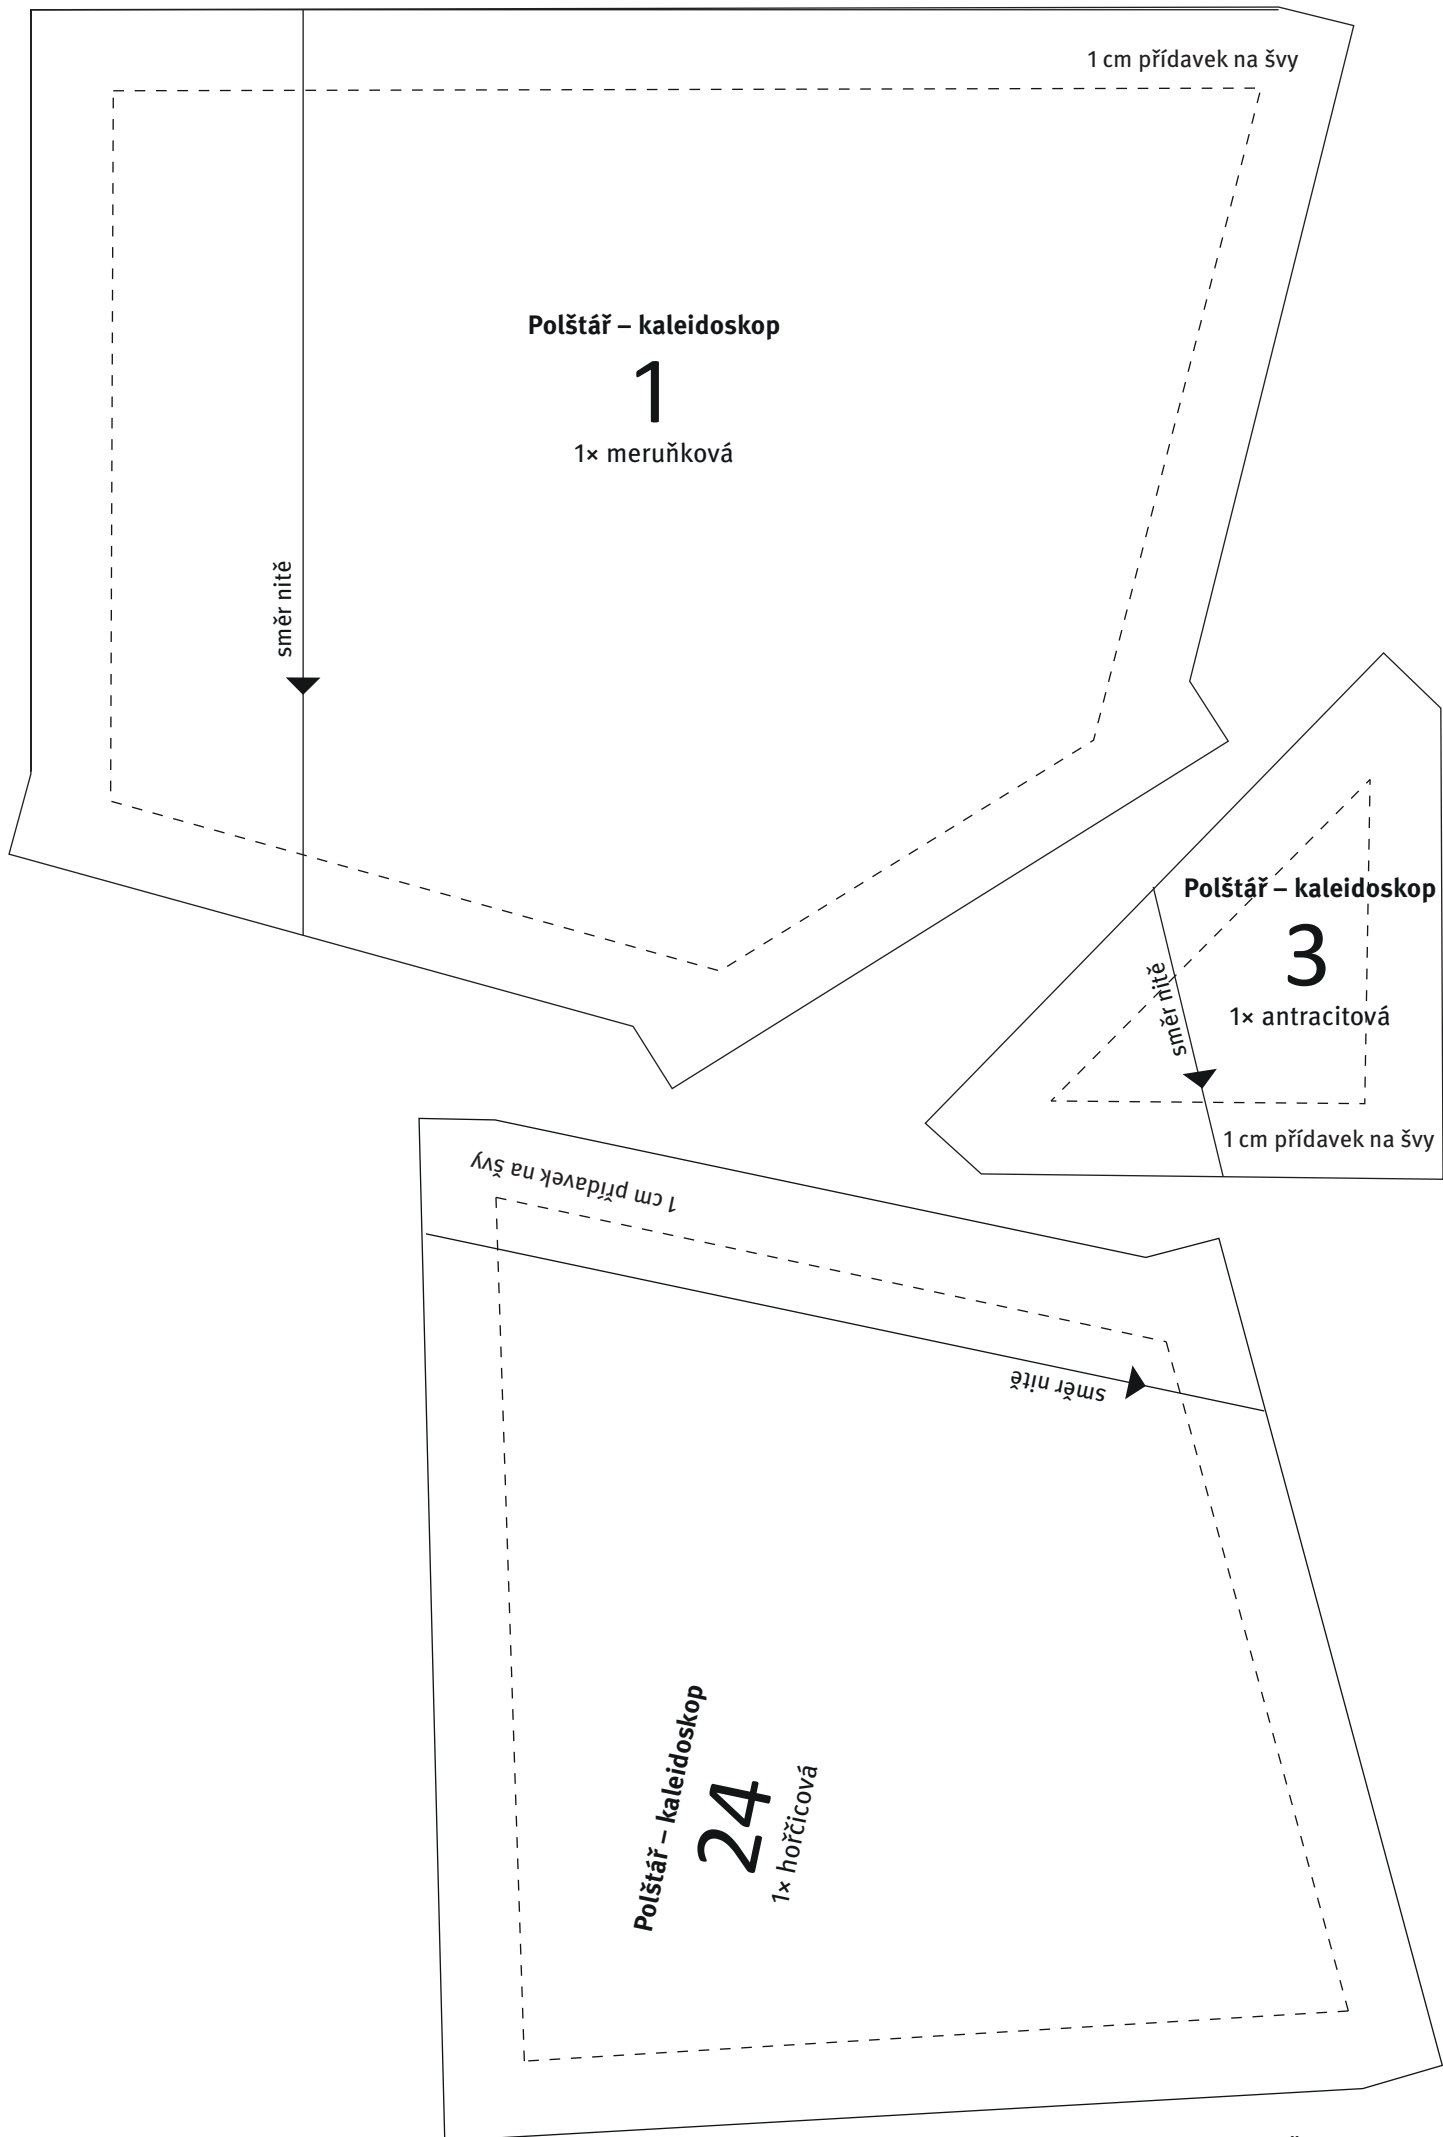 1 cm přídavek na švy
Polštář – kaleidoskop
1
1× meruňková
směr nitě
Polštář – kaleidoskop
3
1× antracitová
směr nitě
1 cm přídavek na švy
1 cm přídavek na švy
směr nitě
Polštář – kaleidoskop
24
1× hořčicová